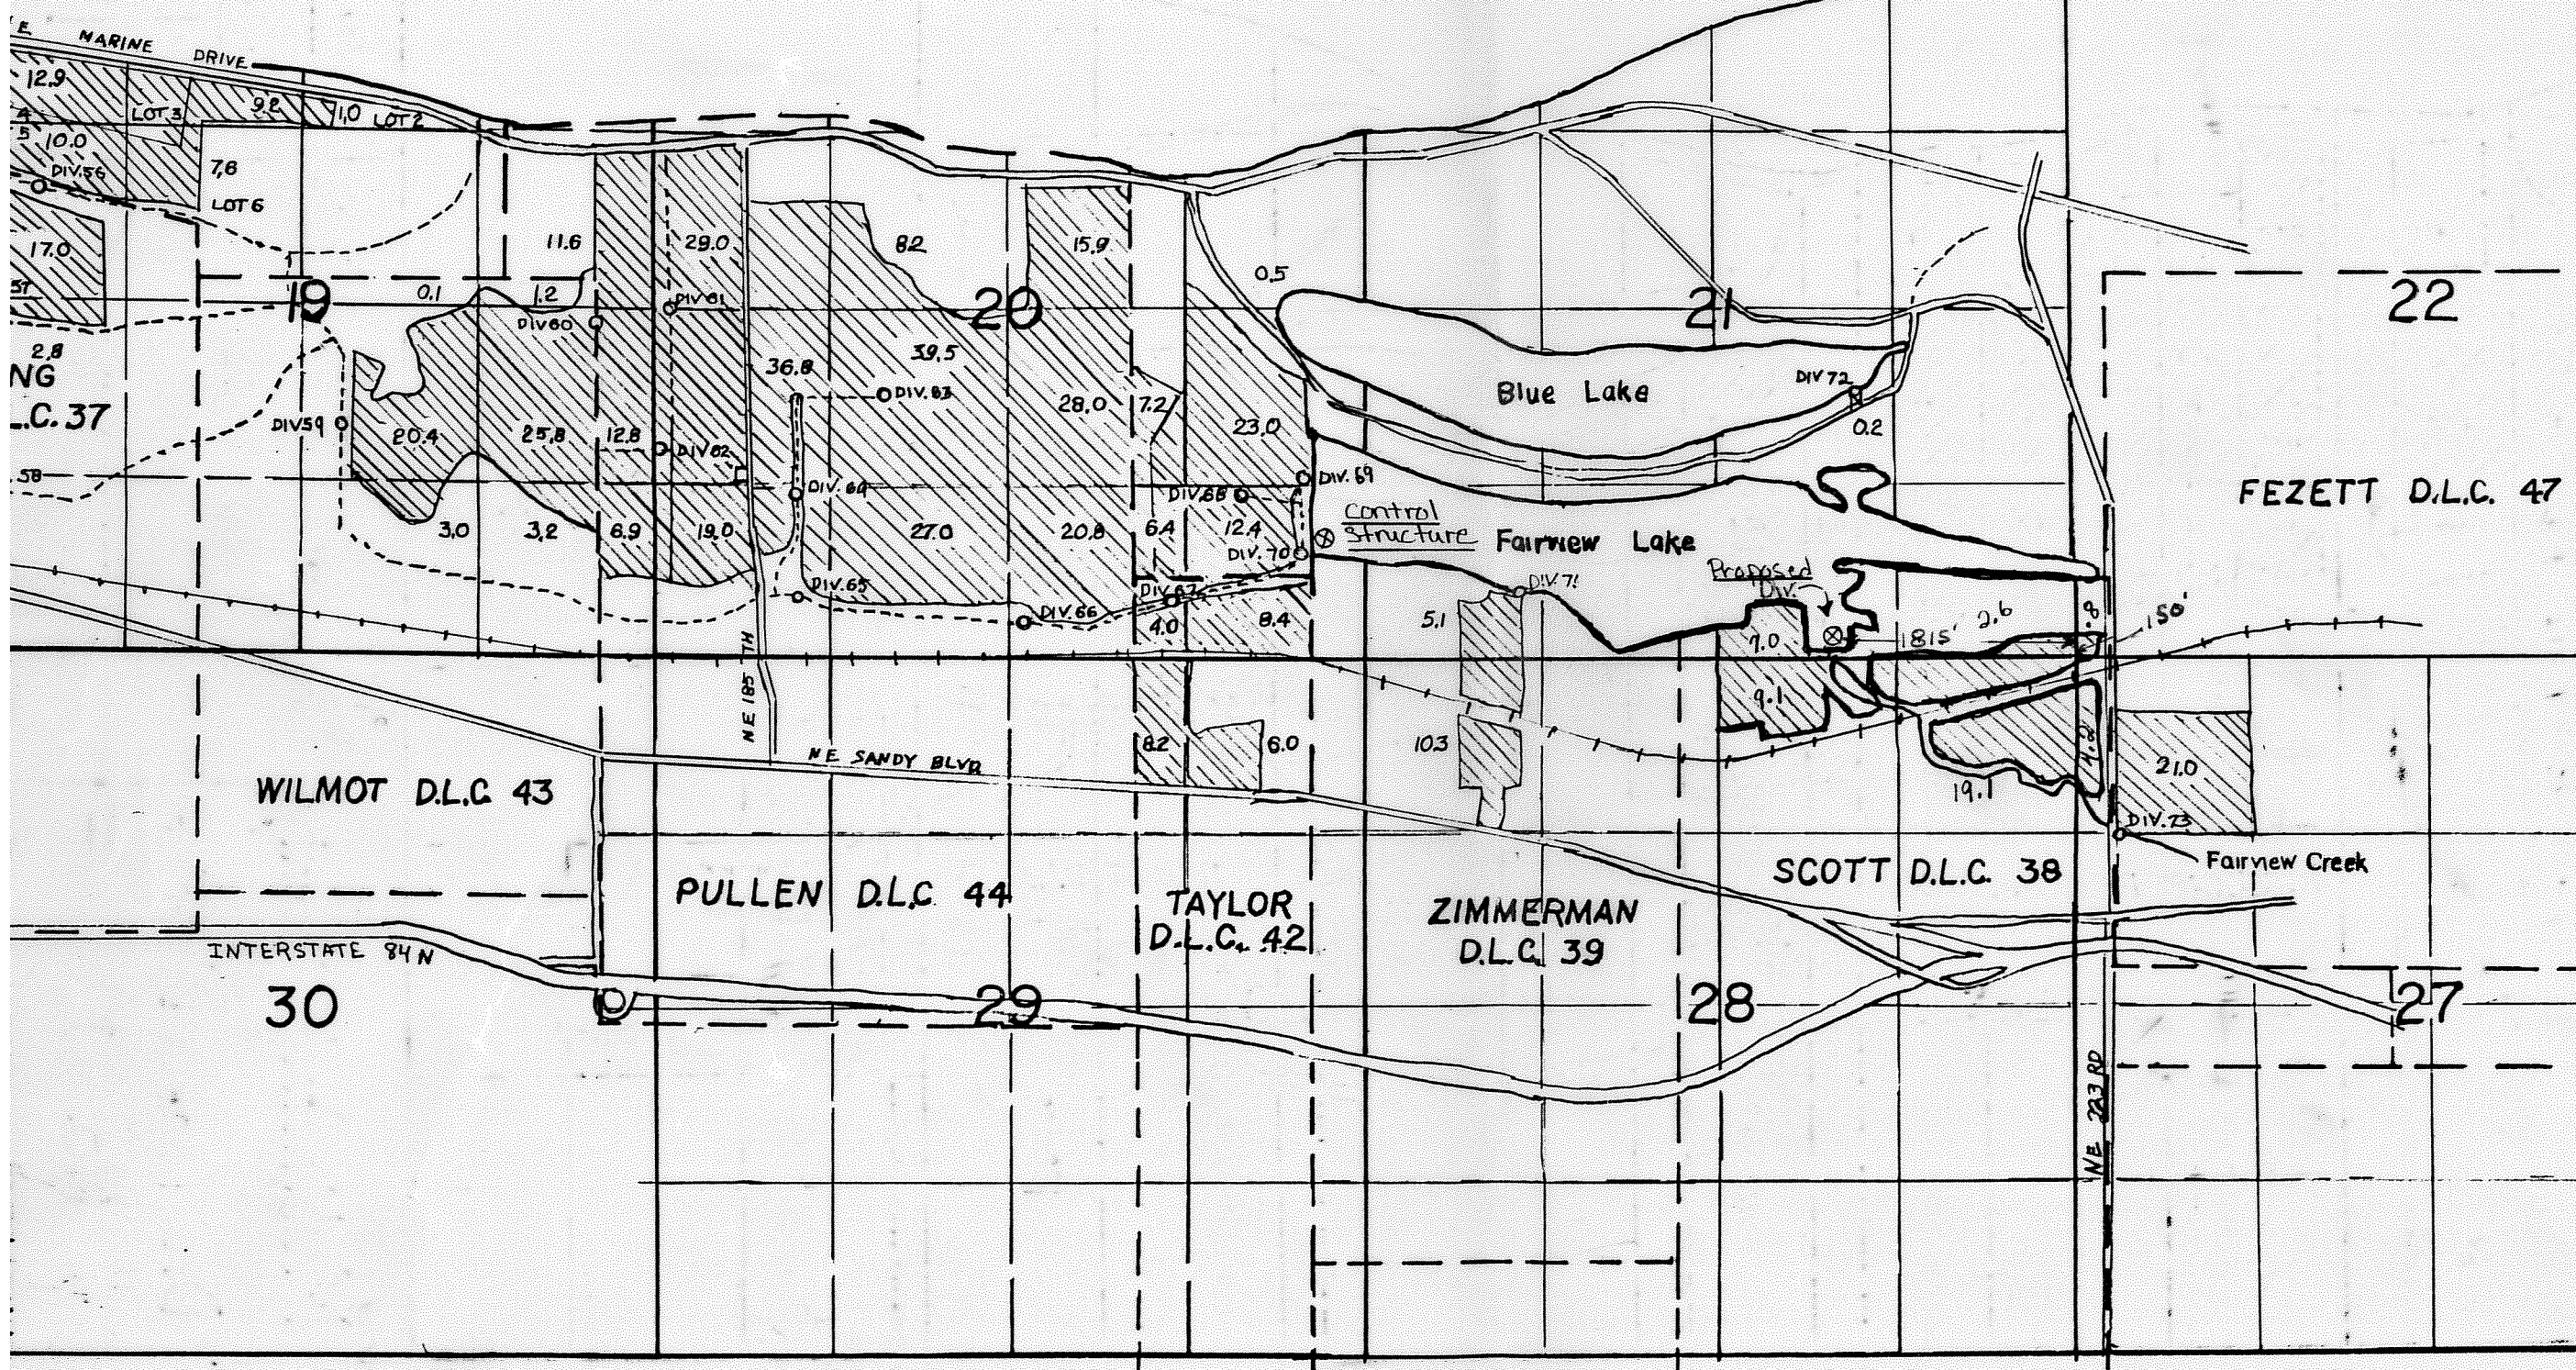 E. MARINE DRIVE
12.9
LOT 3
9.2
1.0 LOT 2
4
5
10.0
DIV.56
7.6
LOT 6
17.0
57
11.6
29.0
82
15.9
0.5
19
0.1
1.2
DIV 60
DIV 61
20
21
22
2.8
NG
L.C. 37
58
DIV 59
20.4
25.8
12.8
DIV 62
36.8
39.5
DIV. 63
28.0
7.2
23.0
Blue Lake
DIV 72
0.2
DIV. 64
DIV. 68
DIV. 69
FEZETT D.L.C. 47
3.0
3.2
6.9
19.0
27.0
20.8
6.4
12.4
DIV. 70
Control
Structure
Fairview Lake
DIV. 65
DIV. 66
DIV. 67
DIV. 71
Proposed
Div.
4.0
8.4
5.1
7.0
1815'
2.6
.8
150'
NE 185 TH
9.1
8.2
6.0
10.3
4.2
19.1
21.0
NE SANDY BLVD
DIV. 73
Fairview Creek
WILMOT D.L.C. 43
PULLEN D.L.C. 44
TAYLOR
D.L.C. 42
ZIMMERMAN
D.L.C. 39
SCOTT D.L.C. 38
INTERSTATE 84 N
30
29
28
27
NE 223 RD